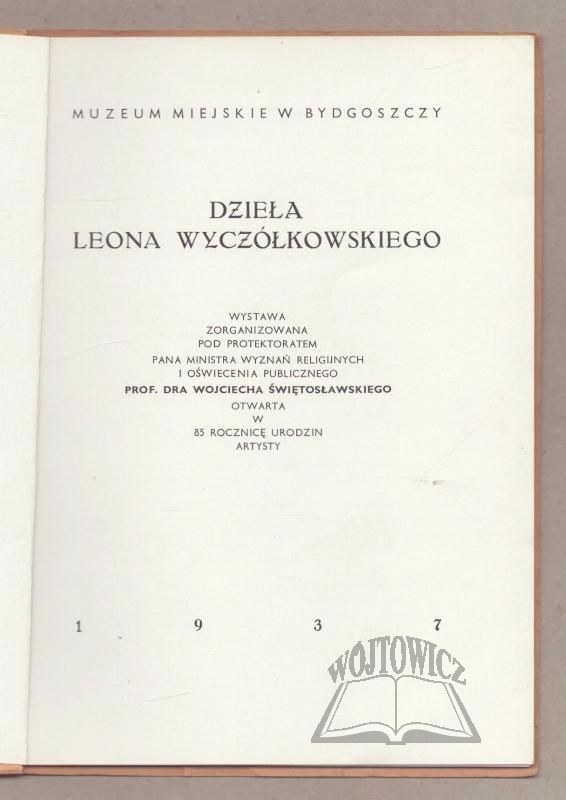 MUZEUM MIEJSKIE W BYDGOSZCZY
DZIEŁA
LEONA WYCZÓŁKOWSKIEGO
WYSTAWA
ZORGANIZOWANA
POD PROTEKTORATEM
PANA MINISTRA WYZNAŃ RELIGIJNYCH
I OŚWIECENIA PUBLICZNEGO
PROF. DRA WOJCIECHA ŚWIĘTOSŁAWSKIEGO
OTWARTA
W
85 ROCZNICĘ URODZIN
ARTYSTY
1 9 3 7
WÓJTOWICZ